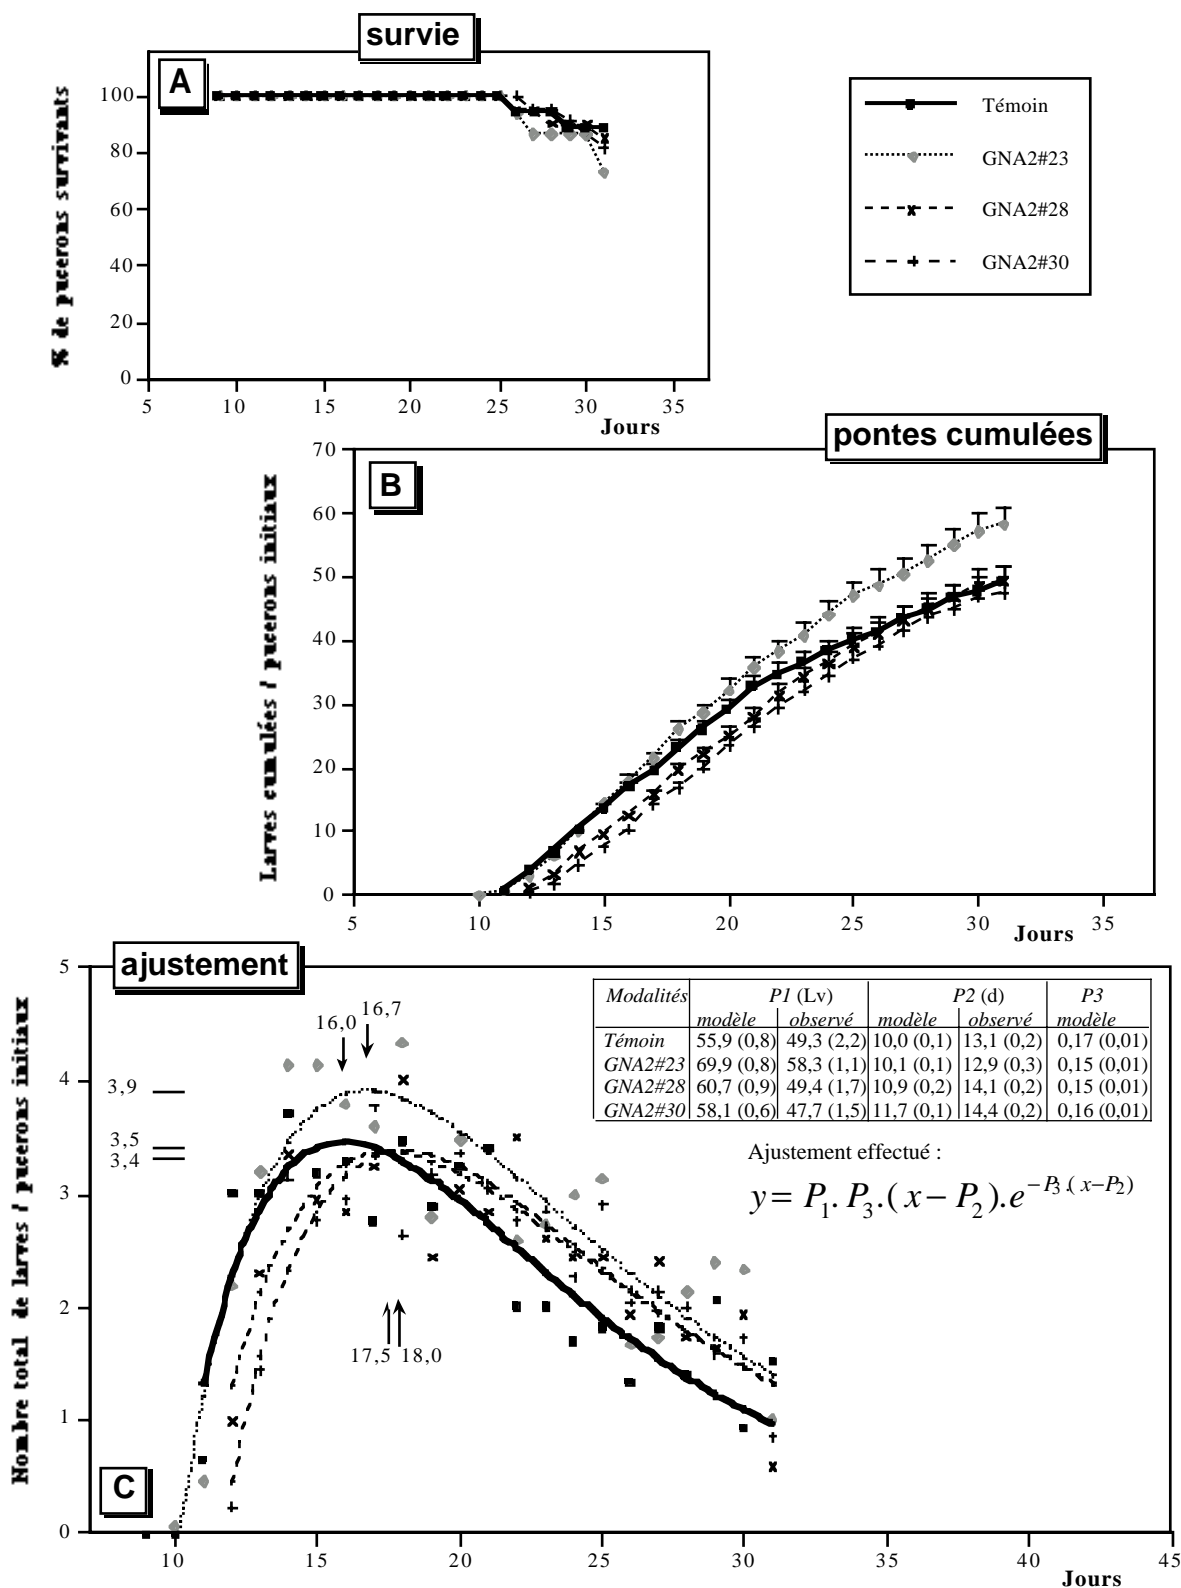 survie
A
% de pucerons survivants
100
80
60
40
20
0
5 10 15 20 25 30 35
Jours
Témoin
GNA2#23
GNA2#28
GNA2#30
pontes cumulées
B
Larves cumulées / pucerons initiaux
70
60
50
40
30
20
10
0
5 10 15 20 25 30 35
Jours
ajustement
C
Nombre total de larves / pucerons initiaux
5
4
3,9
3,5
3,4
3
2
1
0
16,0
16,7
17,5 18,0
Modalités P1 (Lv) P2 (d) P3
modèle observé modèle observé modèle
Témoin 55,9 (0,8) 49,3 (2,2) 10,0 (0,1) 13,1 (0,2) 0,17 (0,01)
GNA2#23 69,9 (0,8) 58,3 (1,1) 10,1 (0,1) 12,9 (0,3) 0,15 (0,01)
GNA2#28 60,7 (0,9) 49,4 (1,7) 10,9 (0,2) 14,1 (0,2) 0,15 (0,01)
GNA2#30 58,1 (0,6) 47,7 (1,5) 11,7 (0,1) 14,4 (0,2) 0,16 (0,01)
Ajustement effectué :
y = P₁. P₃.( x − P₂). e^(−P₃.( x−P₂))
10 15 20 25 30 35 40 45
Jours